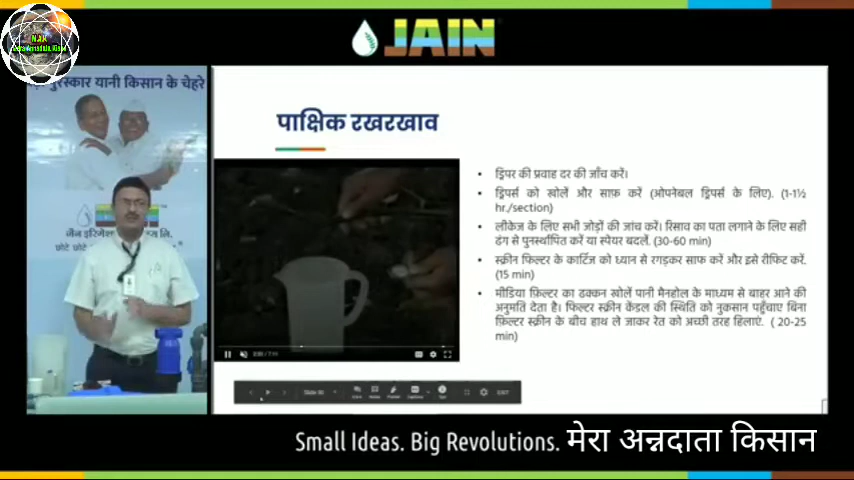 JAIN
पुरस्कार यानी किसान के चेहरे
पाक्षिक रखरखाव
• ड्रिपर की प्रवाह दर की जाँच करें।
• ड्रिपर्स को खोलें और साफ़ करें (ओपनेबल ड्रिपर्स के लिए). (1-1½
hr./section)
• लीकेज के लिए सभी जोड़ों की जांच करें। रिसाव का पता लगाने के लिए सही
ढंग से पुनर्स्थापित करें या स्पेयर बदलें. (30-60 min)
• स्क्रीन फिल्टर के कार्टिज को ध्यान से रगड़कर साफ करें और इसे रीफिट करें.
(15 min)
• मीडिया फ़िल्टर का ढक्कन खोलें पानी मैनहोल के माध्यम से बाहर आने की
अनुमति देता है। फिल्टर स्क्रीन कैंडल की स्थिति को नुकसान पहुँचाए बिना
फ़िल्टर स्क्रीन के बीच हाथ ले जाकर रेत को अच्छी तरह हिलाएं. ( 20-25
min)
Small Ideas. Big Revolutions. मेरा अन्नदाता किसान